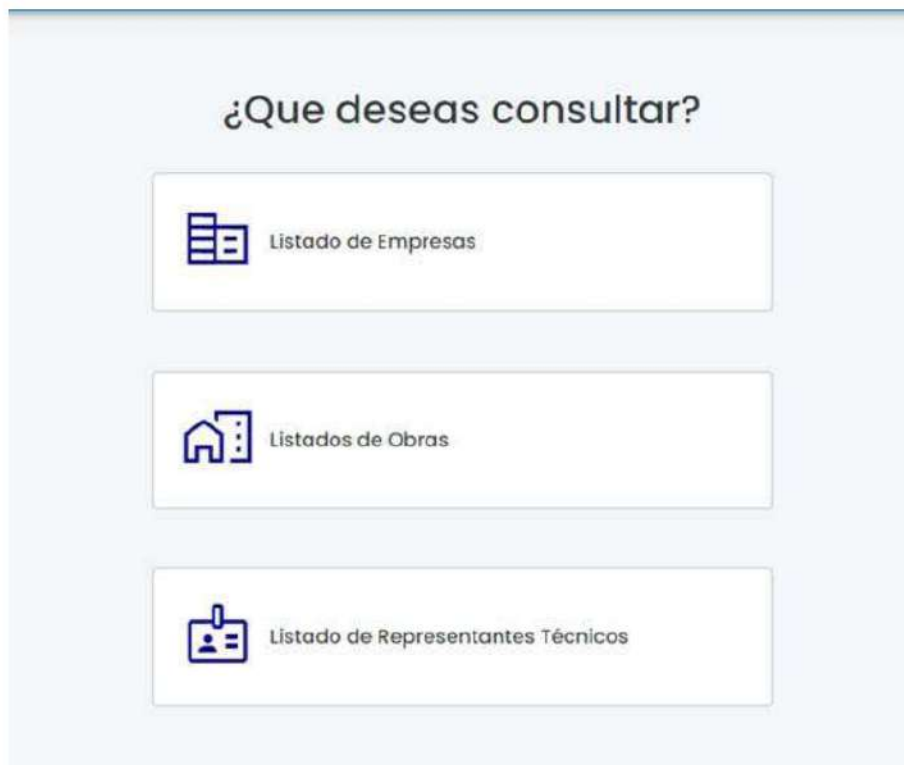 ¿Que deseas consultar?
Listado de Empresas
Listados de Obras
Listado de Representantes Técnicos